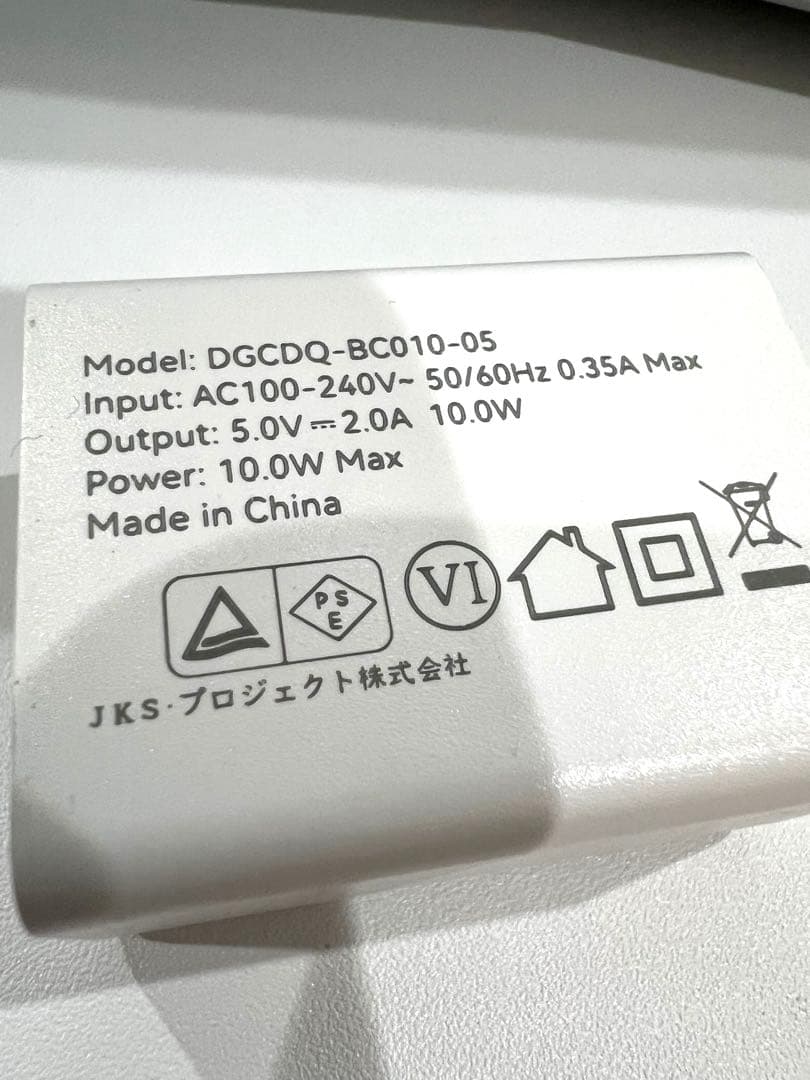 Model: DGCDQ-BC010-05
Input: AC100-240V~ 50/60Hz 0.35A Max
Output: 5.0V⎓2.0A 10.0W
Power: 10.0W Max
Made in China
PS
E
VI
JKS·プロジェクト株式会社